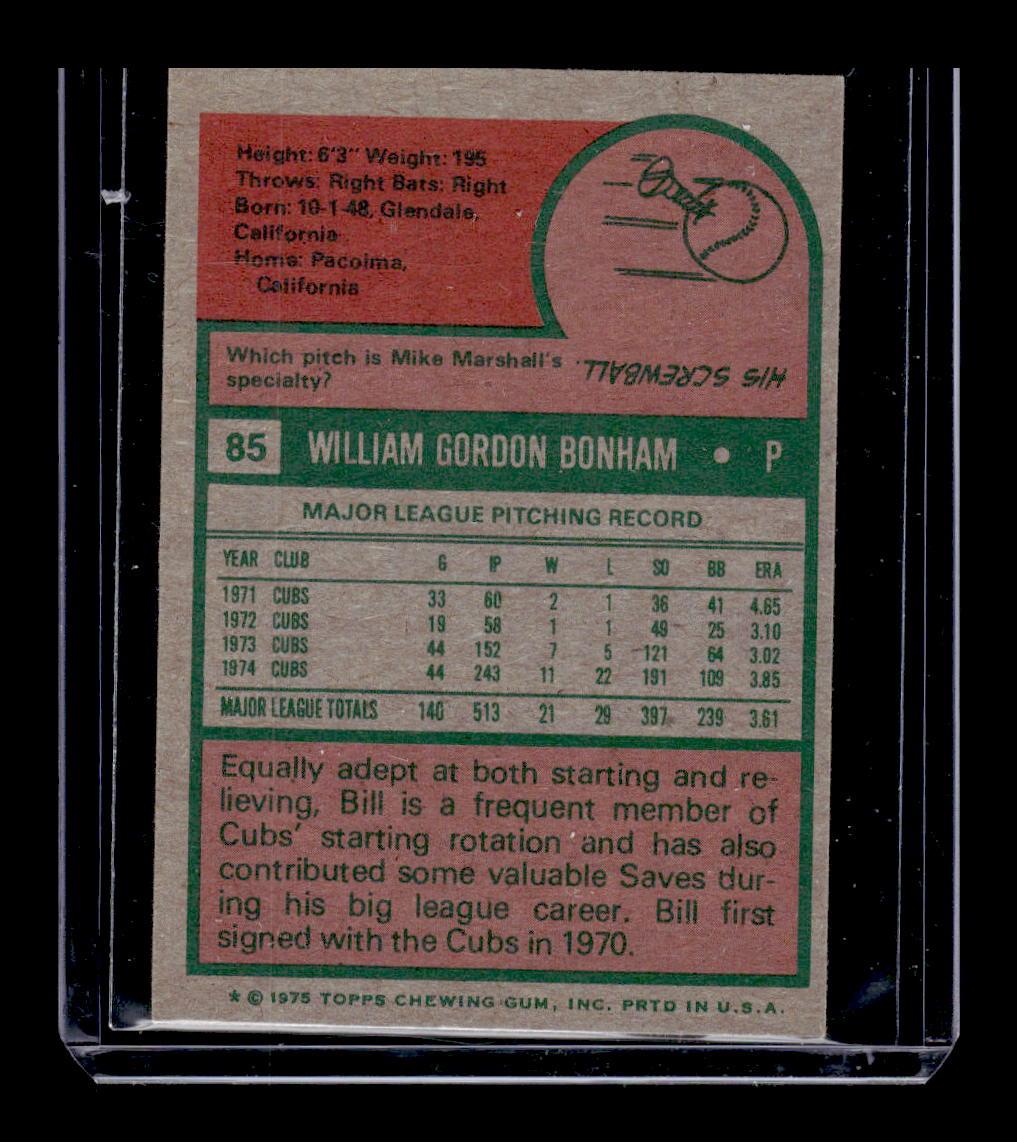 Height: 6'3" Weight: 195
Throws: Right Bats: Right
Born: 10-1-48, Glendale,
California
Home: Pacoima,
California
Which pitch is Mike Marshall's
specialty?
HIS SCREWBALL.
85 WILLIAM GORDON BONHAM • P
MAJOR LEAGUE PITCHING RECORD
YEAR CLUB G IP W L SO BB ERA
1971 CUBS 33 60 2 1 36 41 4.65
1972 CUBS 19 58 1 1 49 25 3.10
1973 CUBS 44 152 7 5 121 64 3.02
1974 CUBS 44 243 11 22 191 109 3.85
MAJOR LEAGUE TOTALS 140 513 21 29 397 239 3.61
Equally adept at both starting and re-
lieving, Bill is a frequent member of
Cubs' starting rotation and has also
contributed some valuable Saves dur-
ing his big league career. Bill first
signed with the Cubs in 1970.
* © 1975 TOPPS CHEWING GUM, INC. PRTD IN U.S.A.